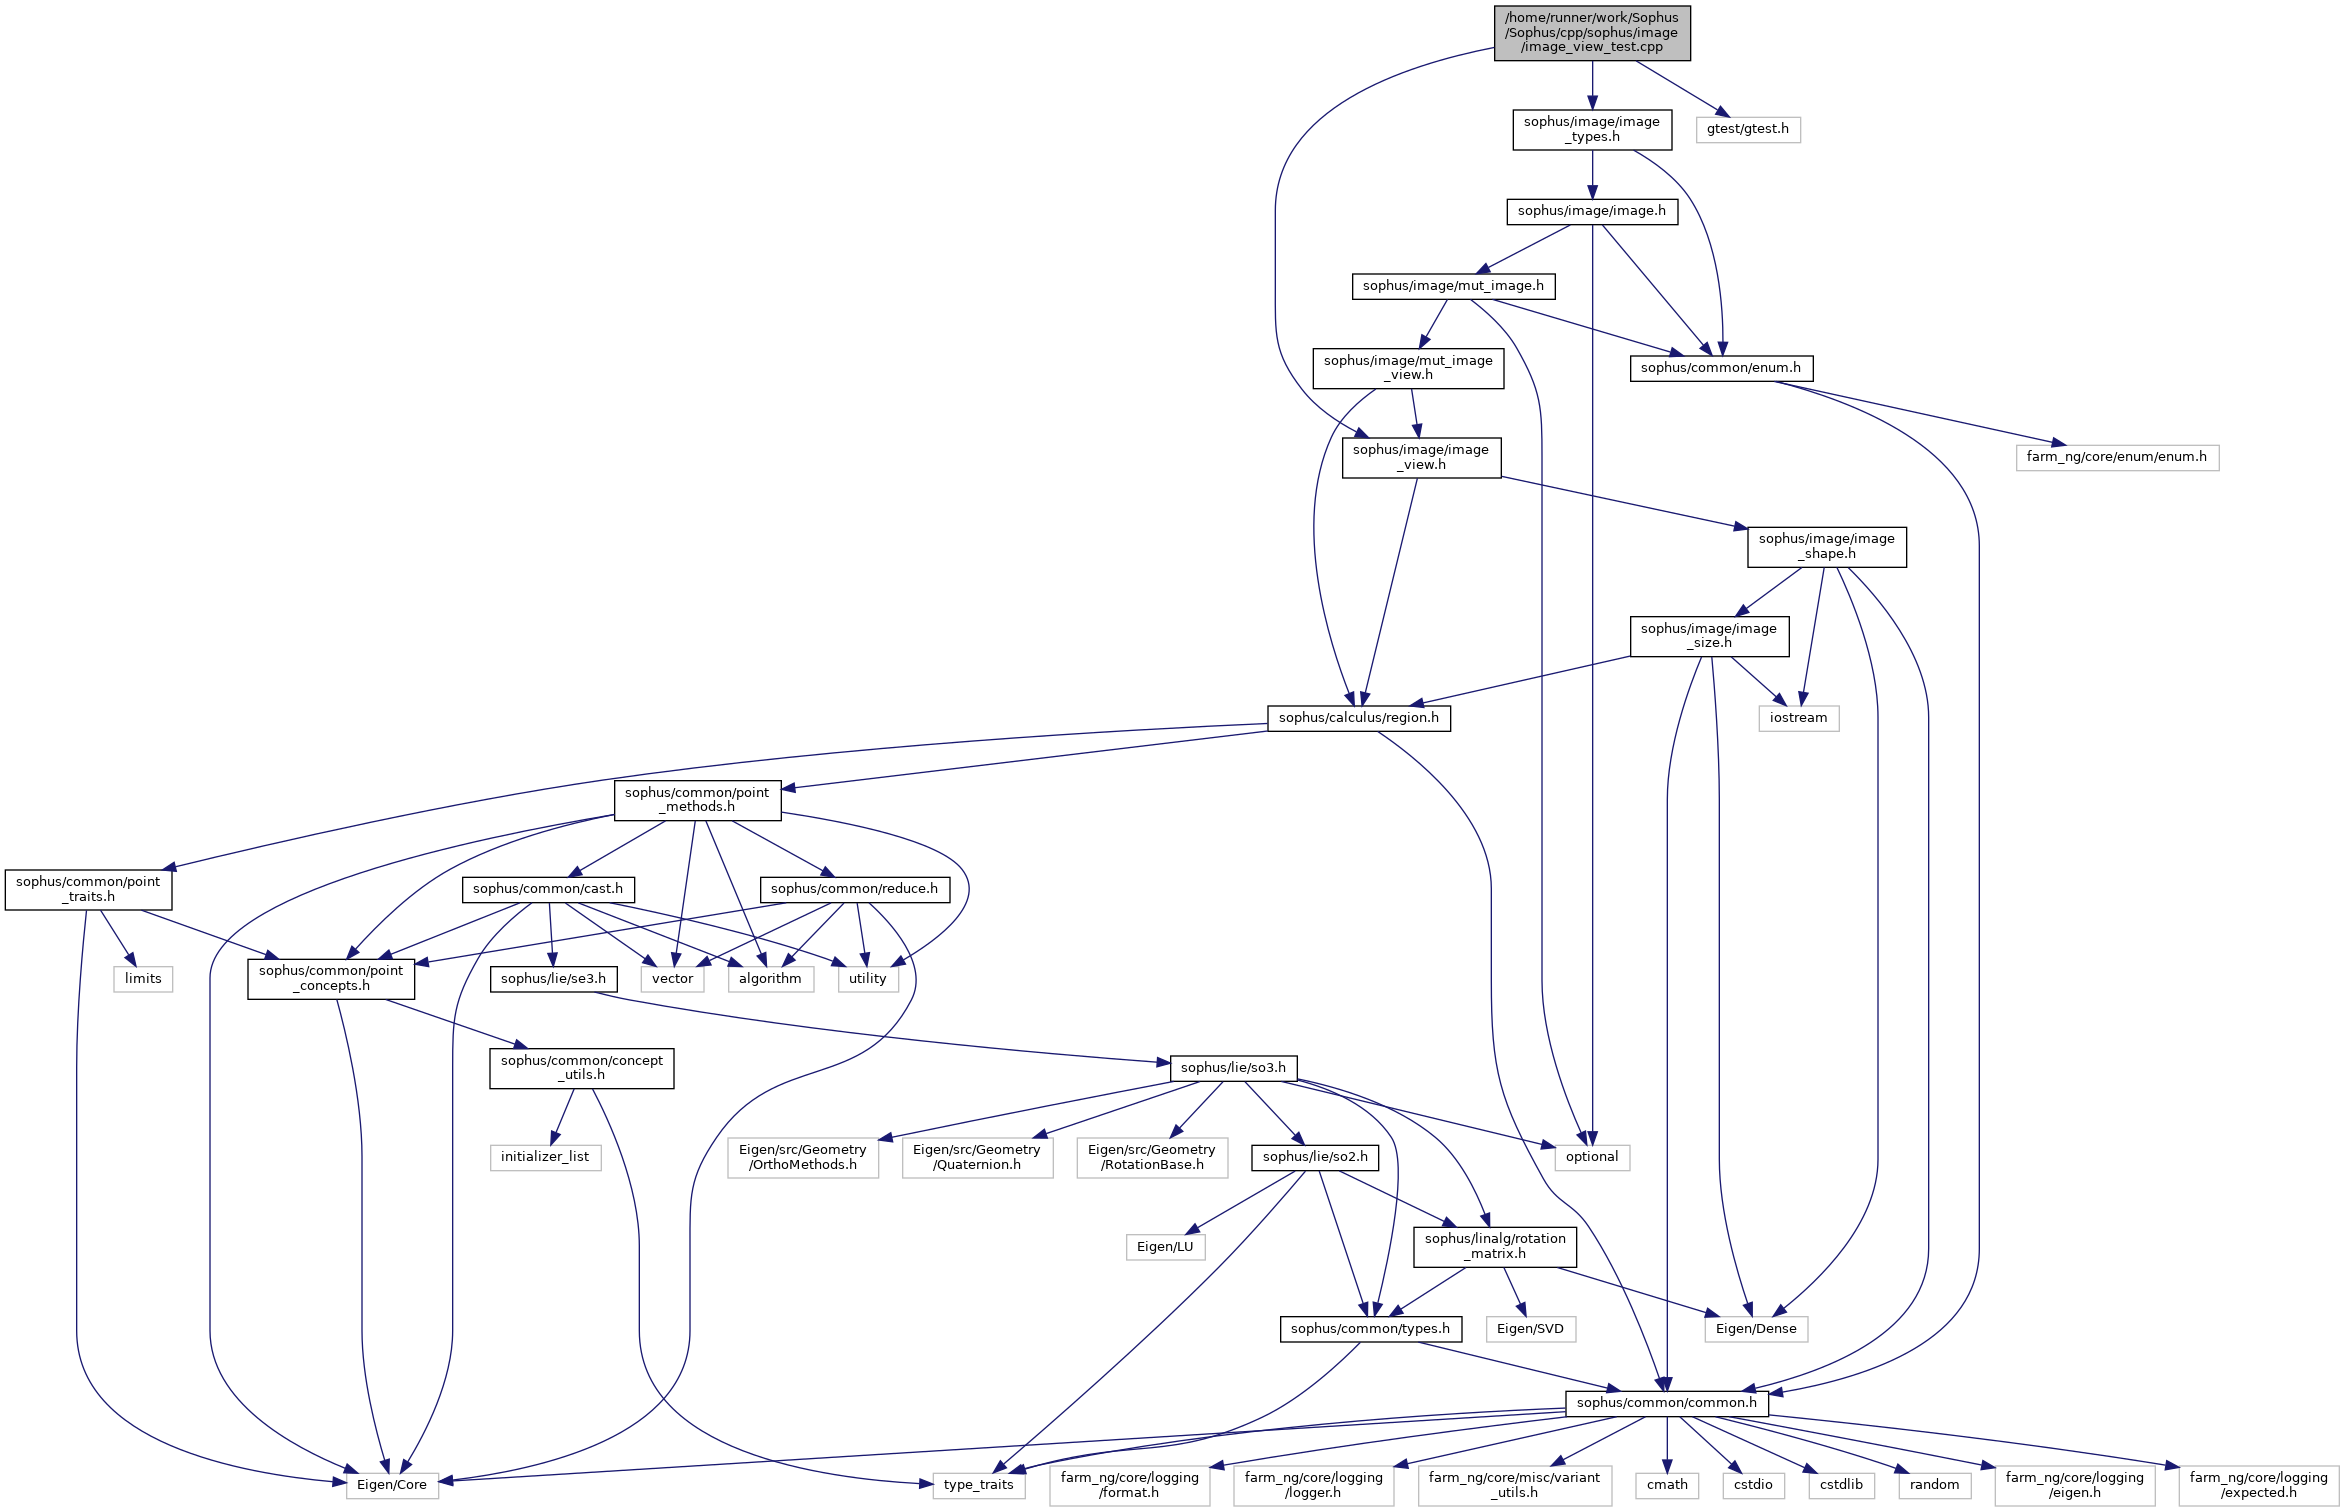 /home/runner/work/Sophus
/Sophus/cpp/sophus/image
/image_view_test.cpp
sophus/image/image
_types.h
gtest/gtest.h
sophus/image/image.h
sophus/image/mut_image.h
sophus/image/mut_image
_view.h
sophus/common/enum.h
sophus/image/image
_view.h
farm_ng/core/enum/enum.h
sophus/image/image
_shape.h
sophus/image/image
_size.h
sophus/calculus/region.h
iostream
sophus/common/point
_methods.h
sophus/common/point
_traits.h
sophus/common/cast.h
sophus/common/reduce.h
limits
sophus/common/point
_concepts.h
sophus/lie/se3.h
vector
algorithm
utility
sophus/common/concept
_utils.h
sophus/lie/so3.h
initializer_list
Eigen/src/Geometry
/OrthoMethods.h
Eigen/src/Geometry
/Quaternion.h
Eigen/src/Geometry
/RotationBase.h
sophus/lie/so2.h
optional
Eigen/LU
sophus/linalg/rotation
_matrix.h
sophus/common/types.h
Eigen/SVD
Eigen/Dense
sophus/common/common.h
Eigen/Core
type_traits
farm_ng/core/logging
/format.h
farm_ng/core/logging
/logger.h
farm_ng/core/misc/variant
_utils.h
cmath
cstdio
cstdlib
random
farm_ng/core/logging
/eigen.h
farm_ng/core/logging
/expected.h